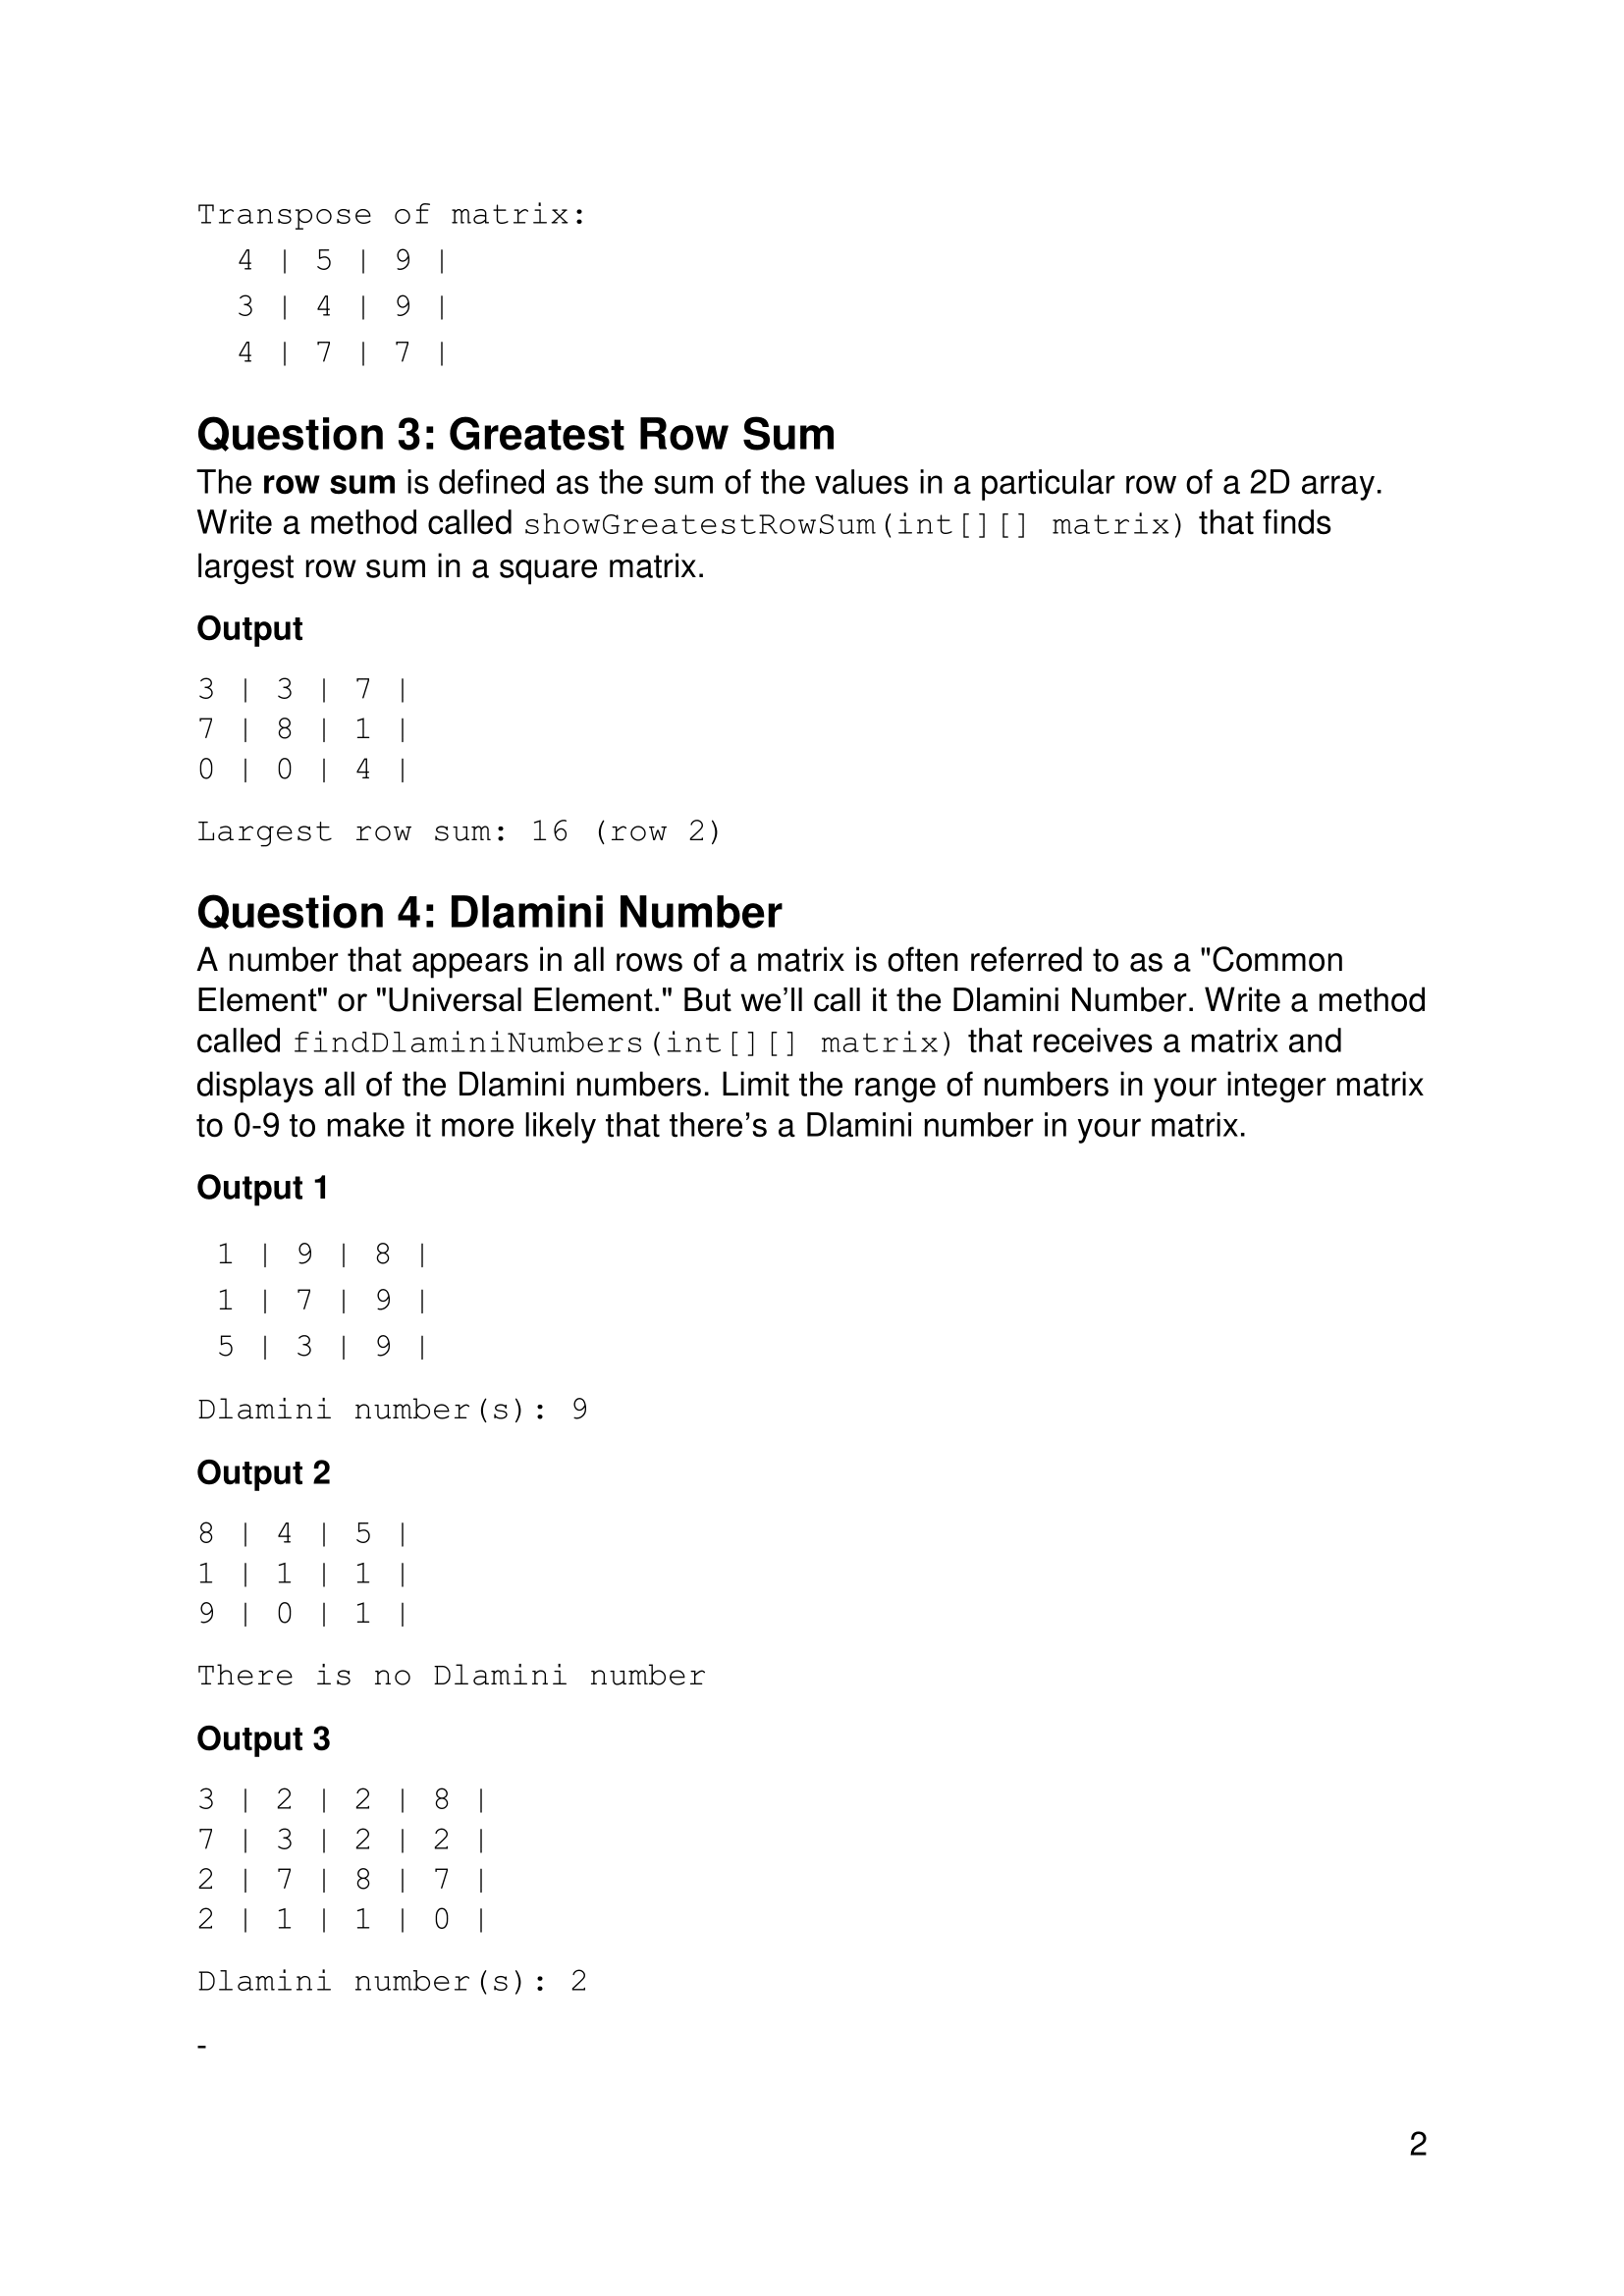 Transpose of matrix:
4 | 5 | 9 |
3 | 4 | 9 |
4 | 7 | 7 |
Question 3: Greatest Row Sum
The row sum is defined as the sum of the values in a particular row of a 2D array.
Write a method called showGreatestRowSum(int[][] matrix) that finds
largest row sum in a square matrix.
Output
3 | 3 | 7 |
7 | 8 | 1 |
0 | 0 | 4 |
Largest row sum: 16 (row 2)
Question 4: Dlamini Number
A number that appears in all rows of a matrix is often referred to as a "Common
Element" or "Universal Element." But we’ll call it the Dlamini Number. Write a method
called findDlaminiNumbers(int[][] matrix) that receives a matrix and
displays all of the Dlamini numbers. Limit the range of numbers in your integer matrix
to 0-9 to make it more likely that there’s a Dlamini number in your matrix.
Output 1
1 | 9 | 8 |
1 | 7 | 9 |
5 | 3 | 9 |
Dlamini number(s): 9
Output 2
8 | 4 | 5 |
1 | 1 | 1 |
9 | 0 | 1 |
There is no Dlamini number
Output 3
3 | 2 | 2 | 8 |
7 | 3 | 2 | 2 |
2 | 7 | 8 | 7 |
2 | 1 | 1 | 0 |
Dlamini number(s): 2
-
2